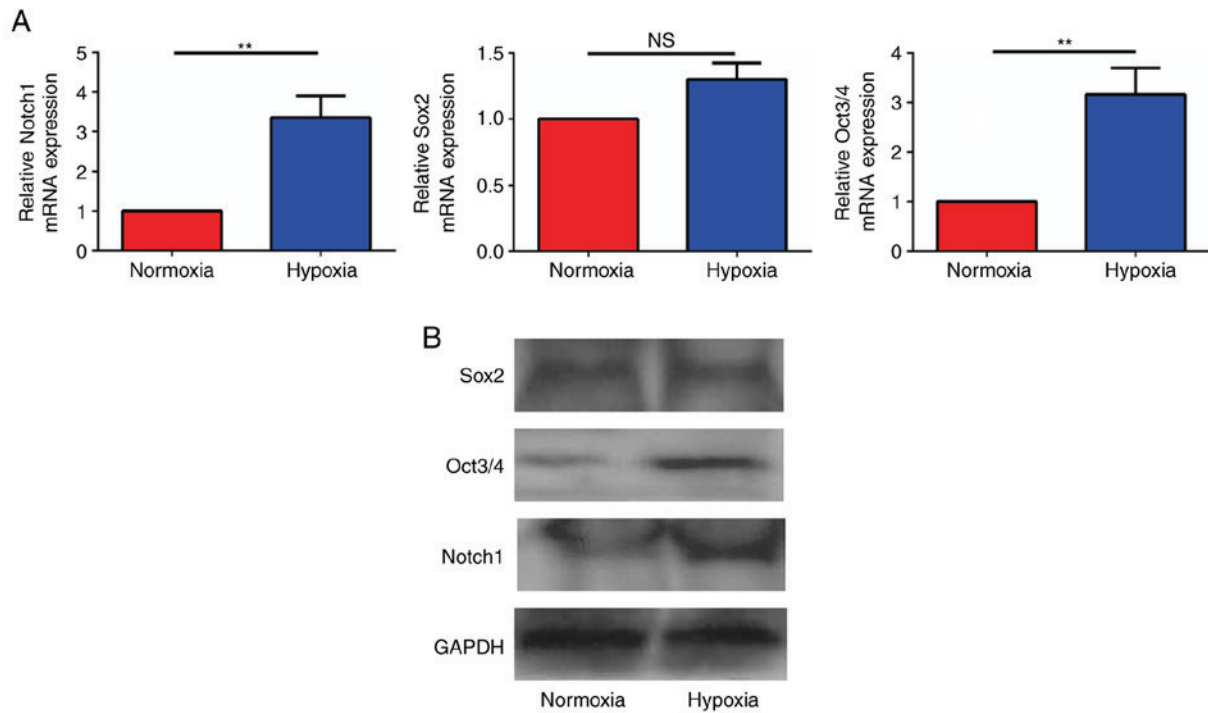 A
Relative Notch1
mRNA expression
5
4
3
2
1
0
**
Normoxia
Hypoxia
Relative Sox2
mRNA expression
1.5
1.0
0.5
0.0
NS
Normoxia
Hypoxia
Relative Oct3/4
mRNA expression
4
3
2
1
0
**
Normoxia
Hypoxia
B
Sox2
Oct3/4
Notch1
GAPDH
Normoxia
Hypoxia